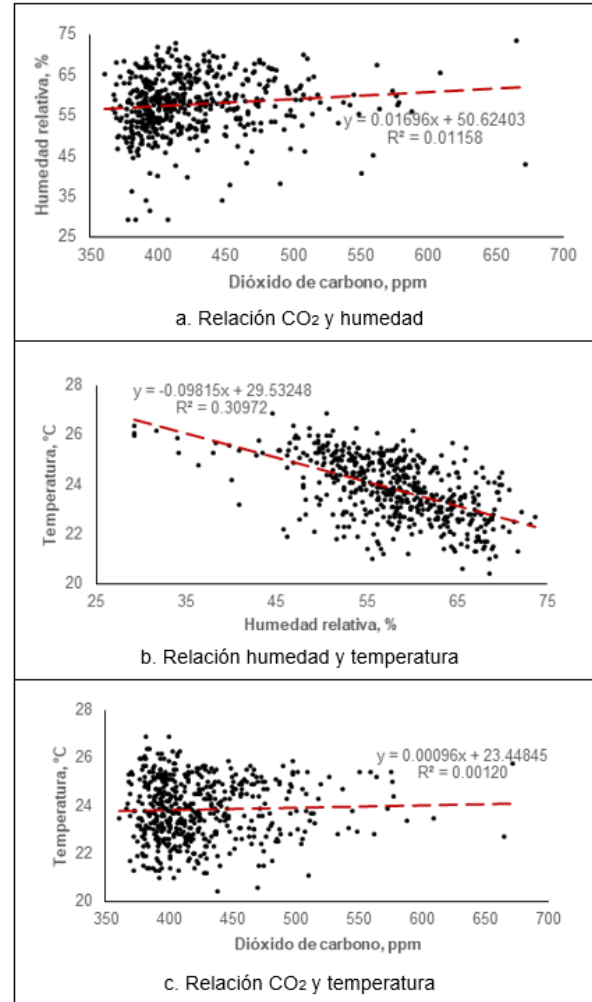 75
65
55
45
35
25
Humedad relativa, %
y = 0.01696x + 50.62403
R² = 0.01158
350 400 450 500 550 600 650 700
Dióxido de carbono, ppm
a. Relación CO₂ y humedad
28
26
24
22
20
Temperatura, °C
y = -0.09815x + 29.53248
R² = 0.30972
25 35 45 55 65 75
Humedad relativa, %
b. Relación humedad y temperatura
28
26
24
22
20
Temperatura, °C
y = 0.00096x + 23.44845
R² = 0.00120
350 400 450 500 550 600 650 700
Dióxido de carbono, ppm
c. Relación CO₂ y temperatura